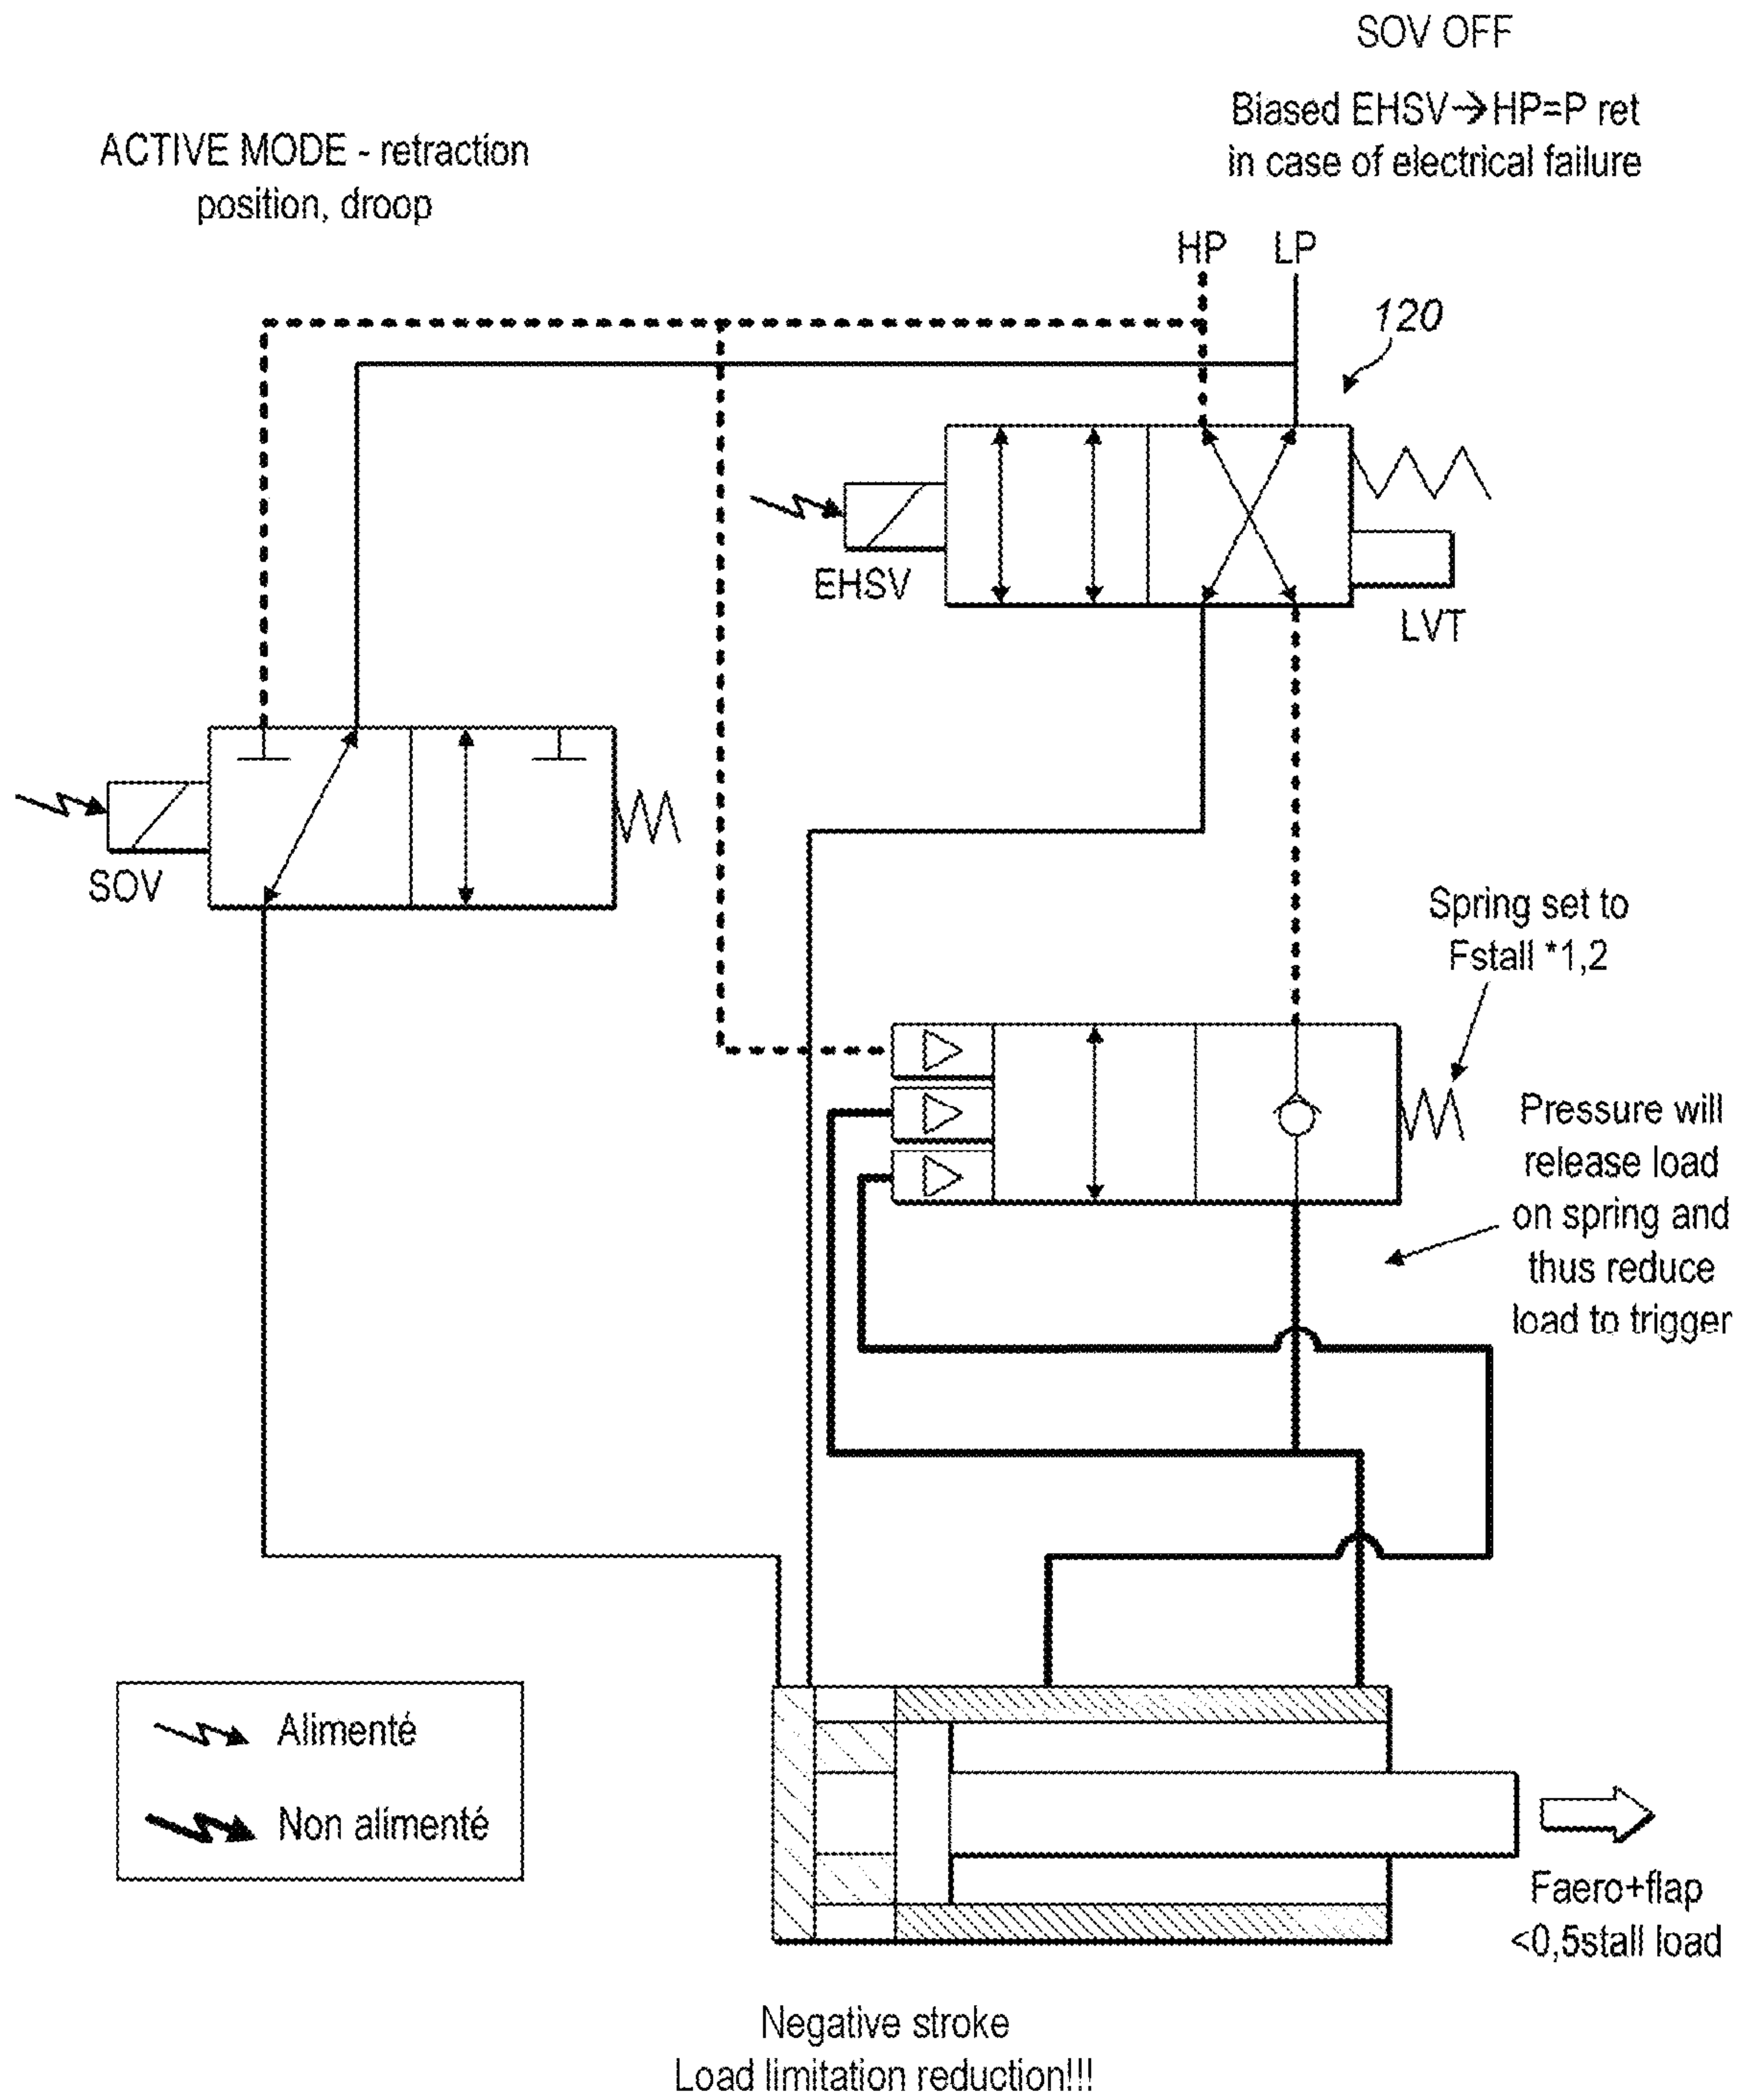 SOV OFF
Biased EHSV→HP=P ret
in case of electrical failure
ACTIVE MODE - retraction
position, droop
HP
LP
120
EHSV
LVT
SOV
Spring set to
Fstall *1,2
Pressure will
release load
on spring and
thus reduce
load to trigger
Alimenté
Non alimenté
Faero+flap
<0,5stall load
Negative stroke
Load limitation reduction!!!